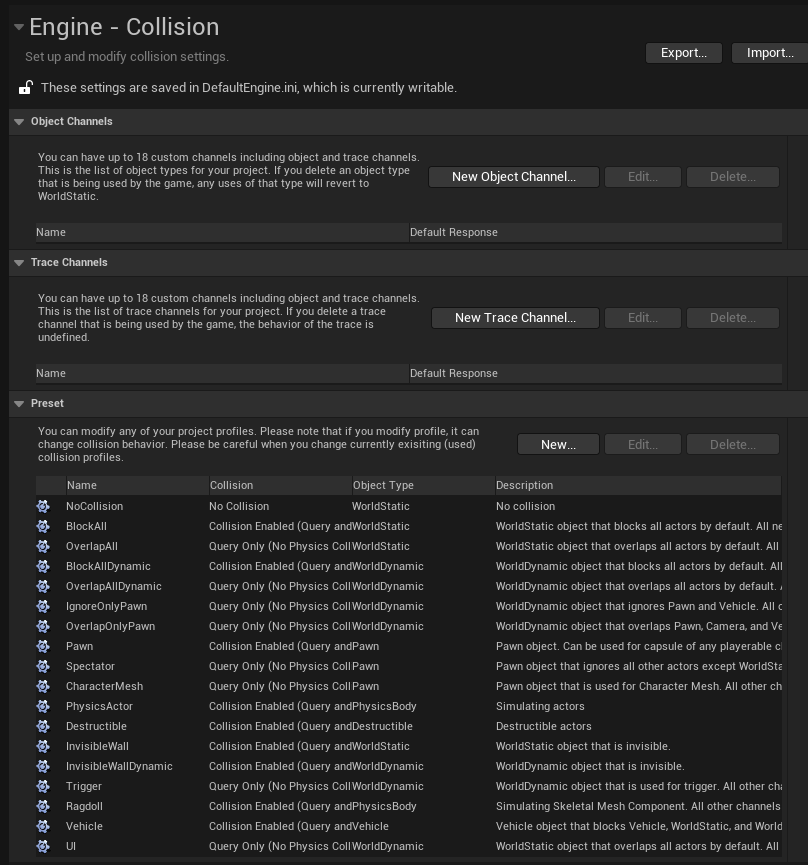 Engine - Collision
Set up and modify collision settings.
Export...
Import...
These settings are saved in DefaultEngine.ini, which is currently writable.
Object Channels
You can have up to 18 custom channels including object and trace channels.
This is the list of object types for your project. If you delete an object type
that is being used by the game, any uses of that type will revert to
WorldStatic.
New Object Channel...
Edit...
Delete...
Name Default Response
Trace Channels
You can have up to 18 custom channels including object and trace channels.
This is the list of trace channels for your project. If you delete a trace
channel that is being used by the game, the behavior of the trace is
undefined.
New Trace Channel...
Edit...
Delete...
Name Default Response
Preset
You can modify any of your project profiles. Please note that if you modify profile, it can
change collision behavior. Please be careful when you change currently exisiting (used)
collision profiles.
New...
Edit...
Delete...
Name Collision Object Type Description
NoCollision No Collision WorldStatic No collision
BlockAll Collision Enabled (Query and WorldStatic WorldStatic object that blocks all actors by default. All ne
OverlapAll Query Only (No Physics Coll WorldStatic WorldStatic object that overlaps all actors by default. All
BlockAllDynamic Collision Enabled (Query and WorldDynamic WorldDynamic object that blocks all actors by default. All
OverlapAllDynamic Query Only (No Physics Coll WorldDynamic WorldDynamic object that overlaps all actors by default.
IgnoreOnlyPawn Query Only (No Physics Coll WorldDynamic WorldDynamic object that ignores Pawn and Vehicle. All
OverlapOnlyPawn Query Only (No Physics Coll WorldDynamic WorldDynamic object that overlaps Pawn, Camera, and Ve
Pawn Collision Enabled (Query and Pawn Pawn object. Can be used for capsule of any playerable c
Spectator Query Only (No Physics Coll Pawn Pawn object that ignores all other actors except WorldSta
CharacterMesh Query Only (No Physics Coll Pawn Pawn object that is used for Character Mesh. All other ch
PhysicsActor Collision Enabled (Query and PhysicsBody Simulating actors
Destructible Collision Enabled (Query and Destructible Destructible actors
InvisibleWall Collision Enabled (Query and WorldStatic WorldStatic object that is invisible.
InvisibleWallDynamic Collision Enabled (Query and WorldDynamic WorldDynamic object that is invisible.
Trigger Query Only (No Physics Coll WorldDynamic WorldDynamic object that is used for trigger. All other cha
Ragdoll Collision Enabled (Query and PhysicsBody Simulating Skeletal Mesh Component. All other channels
Vehicle Collision Enabled (Query and Vehicle Vehicle object that blocks Vehicle, WorldStatic, and World
UI Query Only (No Physics Coll WorldDynamic WorldStatic object that overlaps all actors by default. All